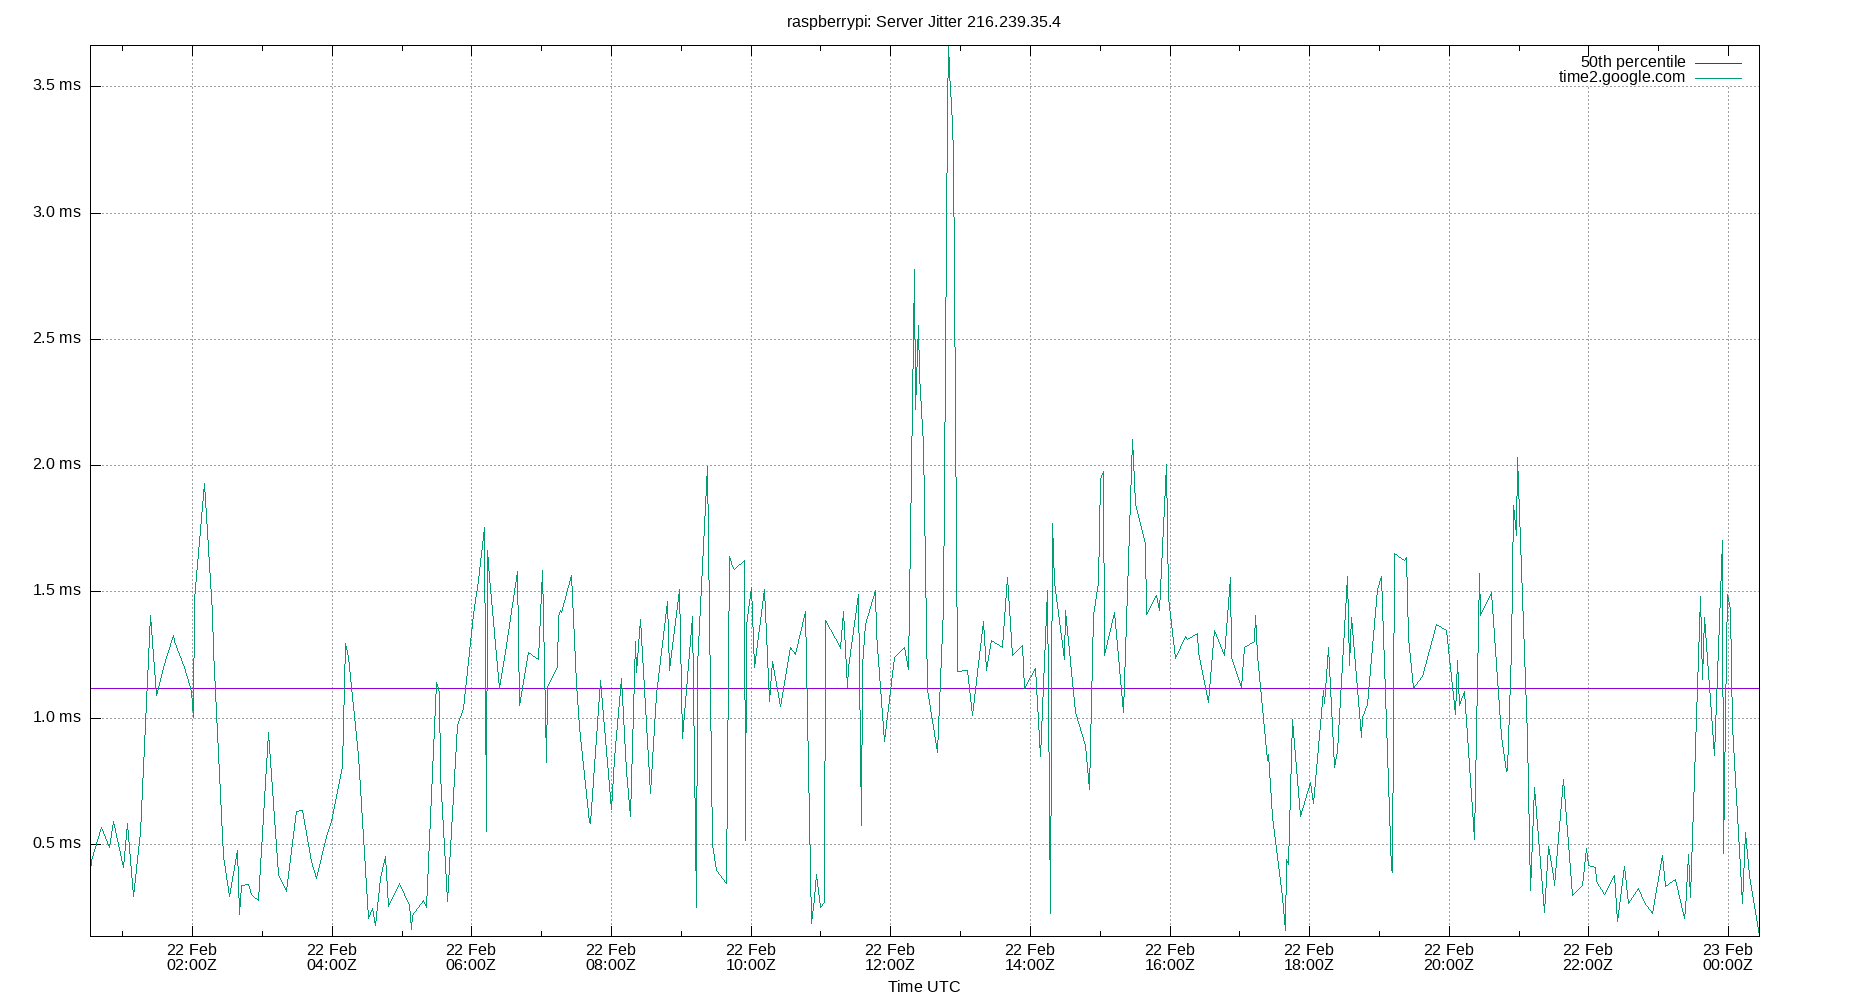 raspberrypi: Server Jitter 216.239.35.4
50th percentile
time2.google.com
3.5 ms
3.0 ms
2.5 ms
2.0 ms
1.5 ms
1.0 ms
0.5 ms
22 Feb 22 Feb 22 Feb 22 Feb 22 Feb 22 Feb 22 Feb 22 Feb 22 Feb 22 Feb 22 Feb 23 Feb
02:00Z 04:00Z 06:00Z 08:00Z 10:00Z 12:00Z 14:00Z 16:00Z 18:00Z 20:00Z 22:00Z 00:00Z
Time UTC